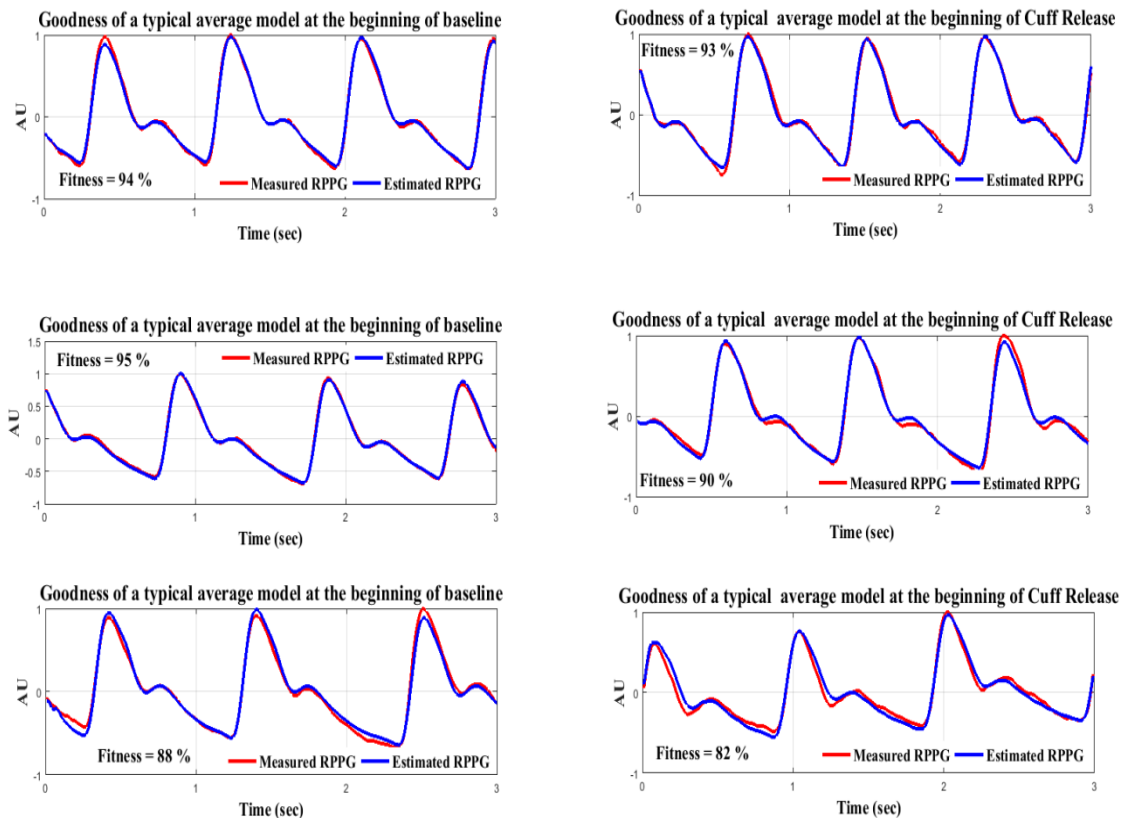 Goodness of a typical average model at the beginning of baseline
1
0
-1
AU
Fitness = 94 %
Measured RPPG Estimated RPPG
0 1 2 3
Time (sec)
Goodness of a typical average model at the beginning of Cuff Release
1
0
-1
AU
Fitness = 93 %
Measured RPPG Estimated RPPG
0 1 2 3
Time (sec)
Goodness of a typical average model at the beginning of baseline
1.5
1
0.5
0
-0.5
-1
AU
Fitness = 95 %
Measured RPPG Estimated RPPG
0 1 2 3
Time (sec)
Goodness of a typical average model at the beginning of Cuff Release
1
0
-1
AU
Fitness = 90 %
Measured RPPG Estimated RPPG
0 1 2 3
Time (sec)
Goodness of a typical average model at the beginning of baseline
1
0
-1
AU
Fitness = 88 %
Measured RPPG Estimated RPPG
0 1 2 3
Time (sec)
Goodness of a typical average model at the beginning of Cuff Release
1
0
-1
AU
Fitness = 82 %
Measured RPPG Estimated RPPG
0 1 2 3
Time (sec)